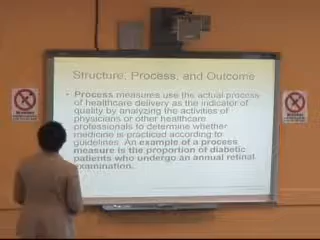 Structure, Process, and Outcome
• Process measures use the actual process
of healthcare delivery as the indicator of
quality by analyzing the activities of
physicians or other healthcare
professionals to determine whether
medicine is practiced according to
guidelines. An example of a process
measure is the proportion of diabetic
patients who undergo an annual retinal
examination.